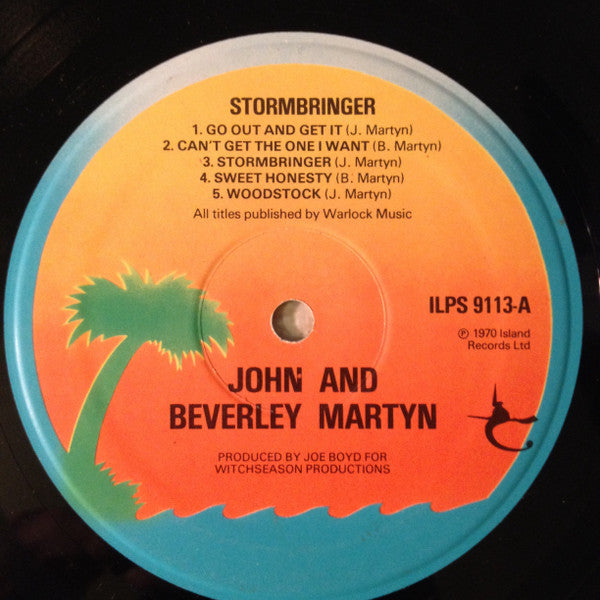 STORMBRINGER
1. GO OUT AND GET IT (J. Martyn)
2. CAN'T GET THE ONE I WANT (B. Martyn)
3. STORMBRINGER (J. Martyn)
4. SWEET HONESTY (B. Martyn)
5. WOODSTOCK (J. Martyn)
All titles published by Warlock Music
ILPS 9113-A
℗ 1970 Island
Records Ltd
JOHN AND
BEVERLEY MARTYN
PRODUCED BY JOE BOYD FOR
WITCHSEASON PRODUCTIONS